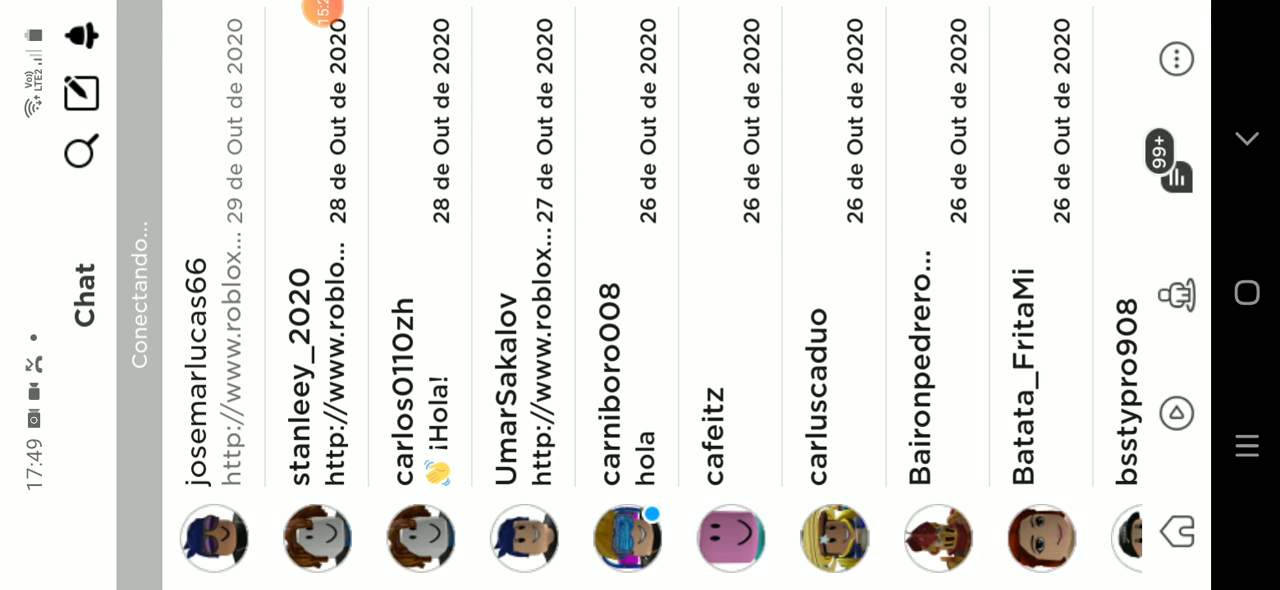 17:49
Vo))
LTE2
Chat
Conectando...
josemarlucas66
http://www.roblox... 29 de Out de 2020
stanleey_2020
http://www.roblo... 28 de Out de 2020
carlos0110zh
👋 ¡Hola! 28 de Out de 2020
UmarSakalov
http://www.roblox... 27 de Out de 2020
carniboro008
hola 26 de Out de 2020
cafeitz
26 de Out de 2020
carluscaduo
26 de Out de 2020
Baironpedrero...
26 de Out de 2020
Batata_FritaMi
26 de Out de 2020
bsstypro908
99+